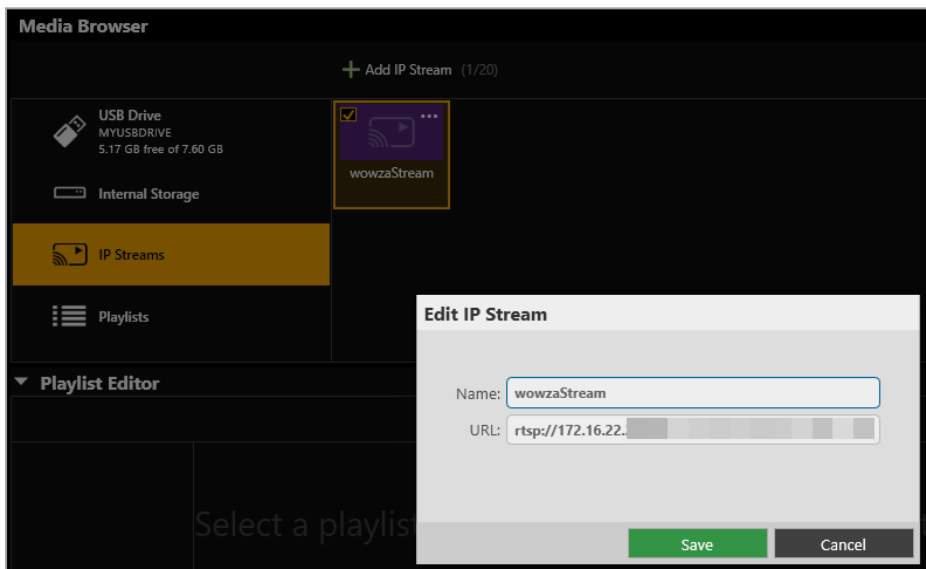 Media Browser
Add IP Stream (1/20)
USB Drive
MYUSBDRIVE
5.17 GB free of 7.60 GB
Internal Storage
IP Streams
Playlists
wowzaStream
Edit IP Stream
Name: wowzaStream
URL: rtsp://172.16.22.
Save Cancel
Playlist Editor
Select a playlist